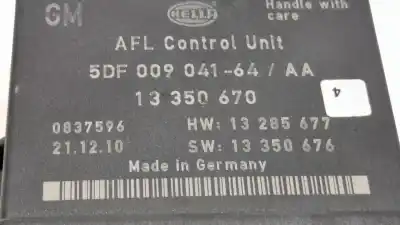 GM HELLA Handle with care
AFL Control Unit
5DF 009 041-64 / AA
13 350 670
4
0837596 HW: 13 285 677
21.12.10 SW: 13 350 676
Made in Germany